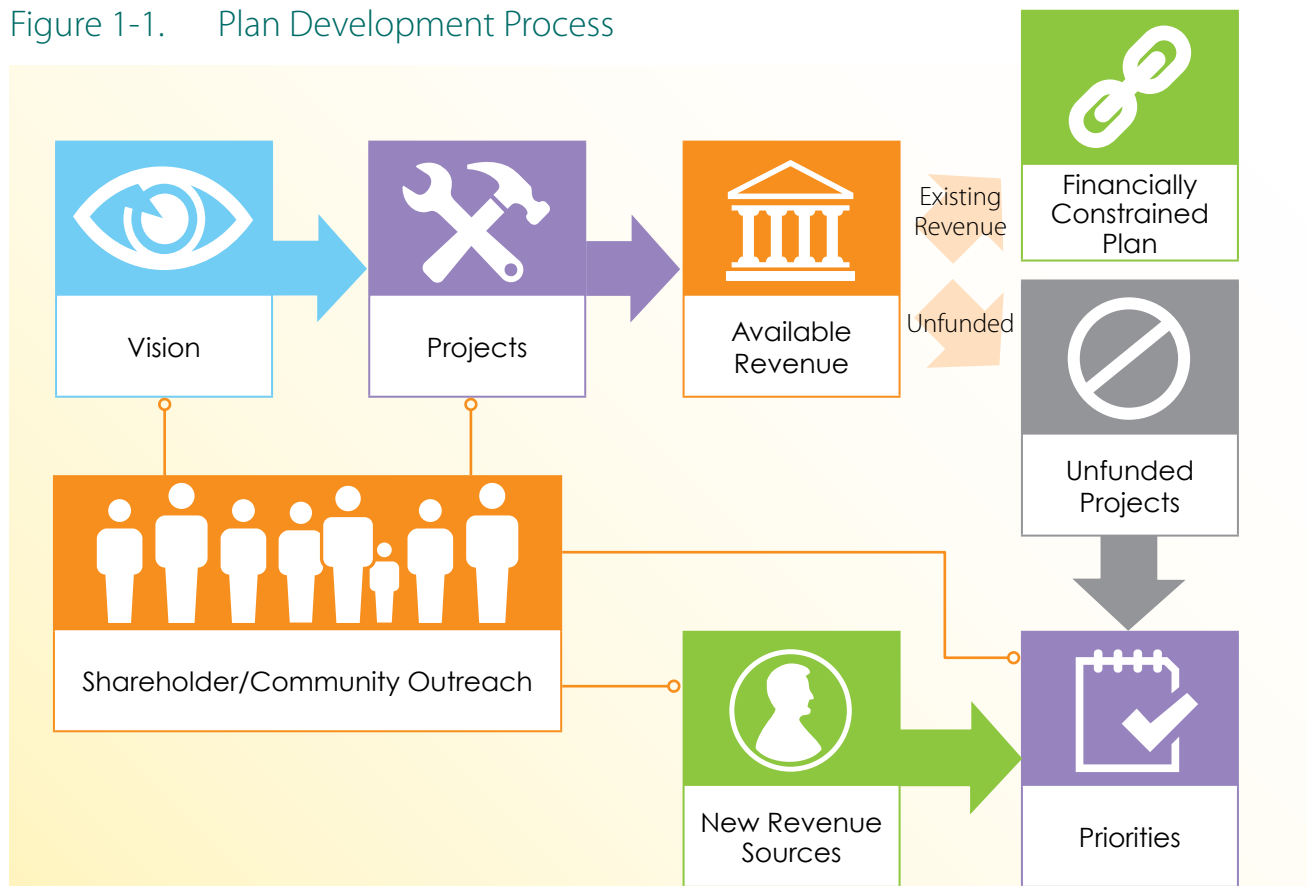 Figure 1-1. Plan Development Process
Vision
Projects
Available
Revenue
Existing
Revenue
Unfunded
Financially
Constrained
Plan
Unfunded
Projects
Shareholder/Community Outreach
New Revenue
Sources
Priorities